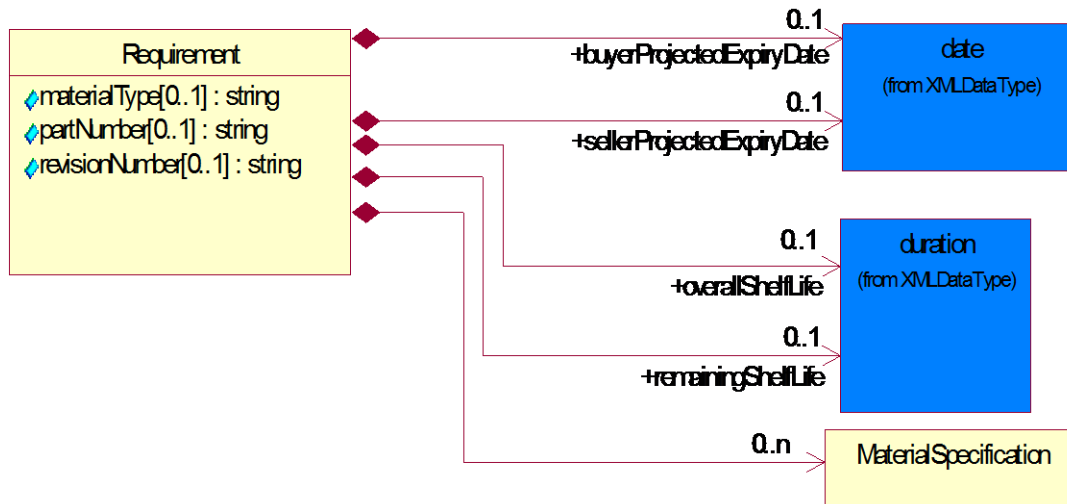 Requirement
materialType[0..1] : string
partNumber[0..1] : string
revisionNumber[0..1] : string
0..1
+buyerProjectedExpiryDate
0..1
+sellerProjectedExpiryDate
date
(from XMLDataType)
0..1
+overallShelfLife
0..1
+remainingShelfLife
duration
(from XMLDataType)
0..n
MaterialSpecification